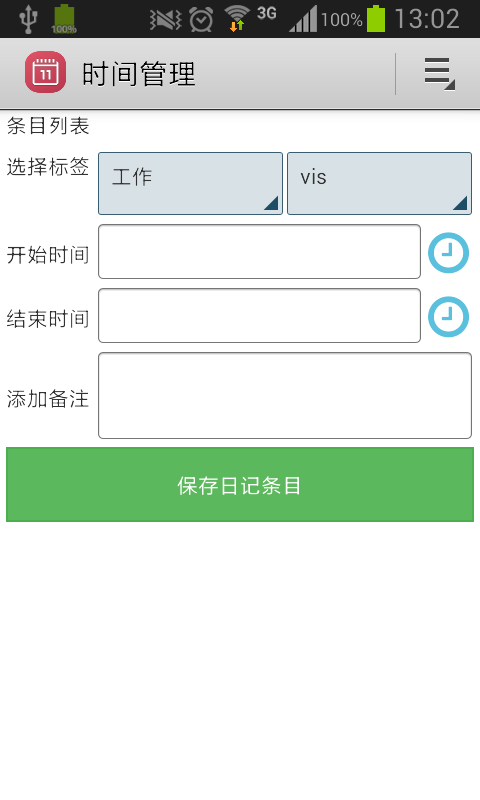 100%
3G
100%
13:02
11
时间管理
条目列表
选择标签
工作
vis
开始时间
结束时间
添加备注
保存日记条目